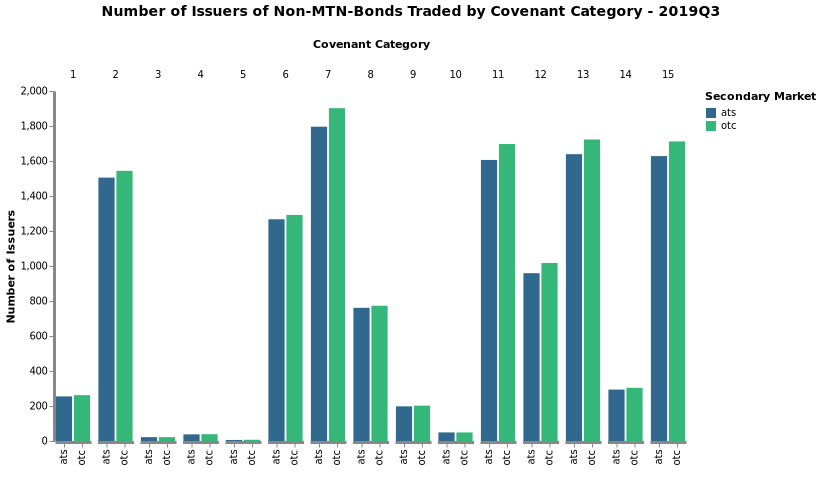 Number of Issuers of Non-MTN-Bonds Traded by Covenant Category - 2019Q3
Covenant Category
1 2 3 4 5 6 7 8 9 10 11 12 13 14 15
Secondary Market
ats
otc
Number of Issuers
2,000
1,800
1,600
1,400
1,200
1,000
800
600
400
200
0
ats otc ats otc ats otc ats otc ats otc ats otc ats otc ats otc ats otc ats otc ats otc ats otc ats otc ats otc ats otc